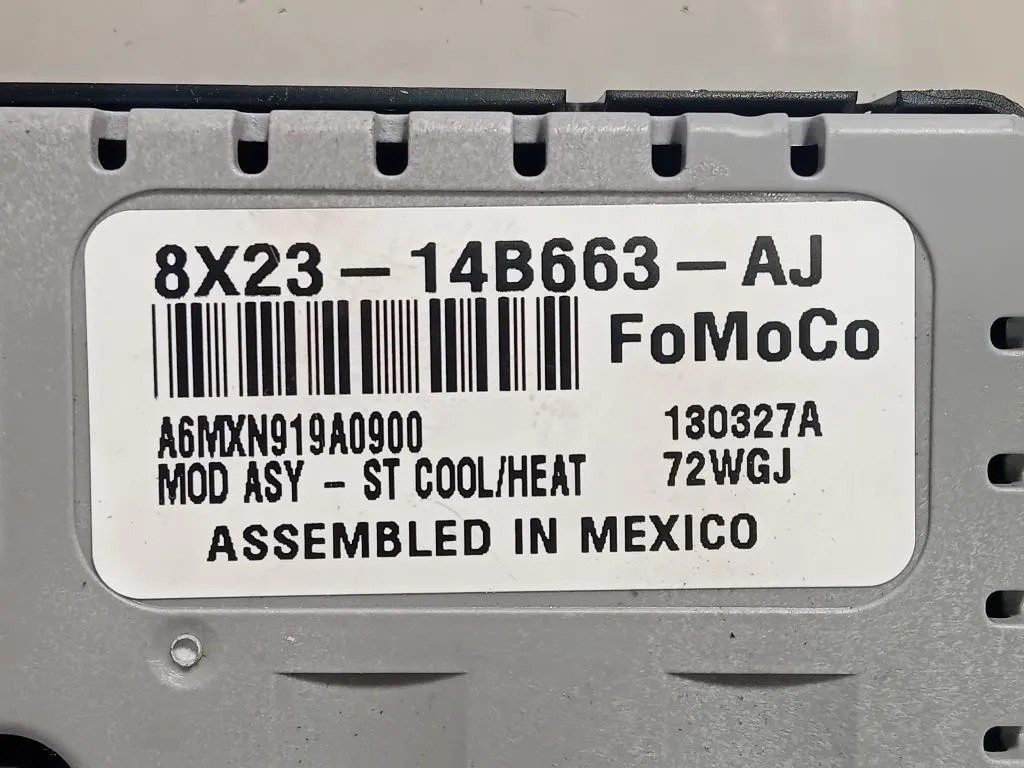 8X23-14B663-AJ
FoMoCo
A6MXN919A0900 130327A
MOD ASY - ST COOL/HEAT 72WGJ
ASSEMBLED IN MEXICO